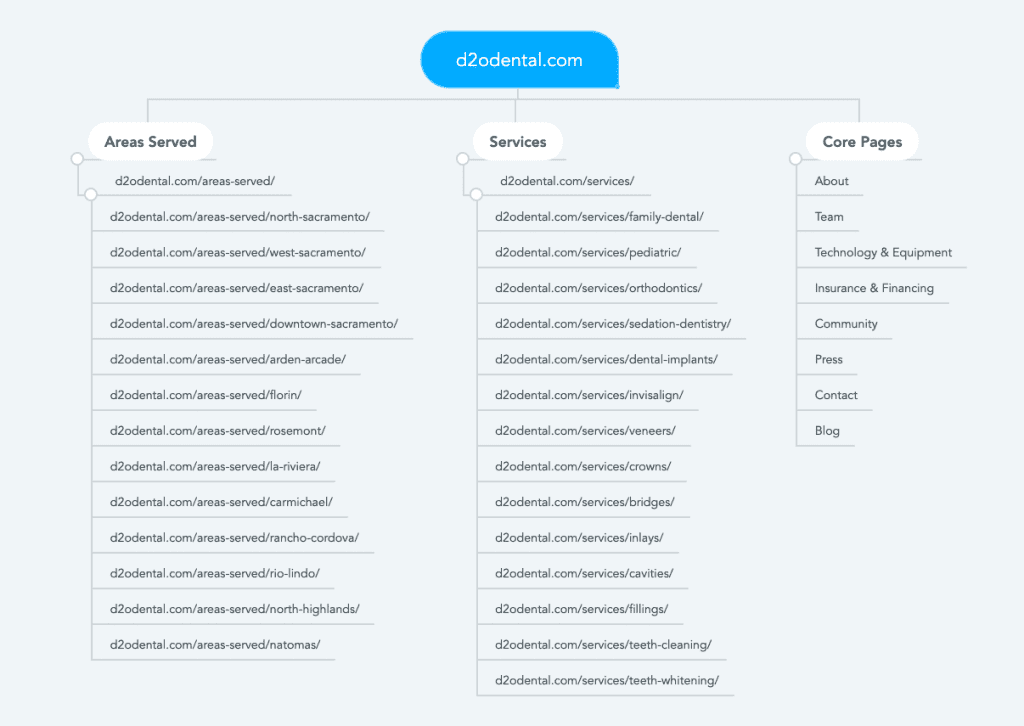 d2odental.com
Areas Served
d2odental.com/areas-served/
d2odental.com/areas-served/north-sacramento/
d2odental.com/areas-served/west-sacramento/
d2odental.com/areas-served/east-sacramento/
d2odental.com/areas-served/downtown-sacramento/
d2odental.com/areas-served/arden-arcade/
d2odental.com/areas-served/florin/
d2odental.com/areas-served/rosemont/
d2odental.com/areas-served/la-riviera/
d2odental.com/areas-served/carmichael/
d2odental.com/areas-served/rancho-cordova/
d2odental.com/areas-served/rio-lindo/
d2odental.com/areas-served/north-highlands/
d2odental.com/areas-served/natomas/
Services
d2odental.com/services/
d2odental.com/services/family-dental/
d2odental.com/services/pediatric/
d2odental.com/services/orthodontics/
d2odental.com/services/sedation-dentistry/
d2odental.com/services/dental-implants/
d2odental.com/services/invisalign/
d2odental.com/services/veneers/
d2odental.com/services/crowns/
d2odental.com/services/bridges/
d2odental.com/services/inlays/
d2odental.com/services/cavities/
d2odental.com/services/fillings/
d2odental.com/services/teeth-cleaning/
d2odental.com/services/teeth-whitening/
Core Pages
About
Team
Technology & Equipment
Insurance & Financing
Community
Press
Contact
Blog